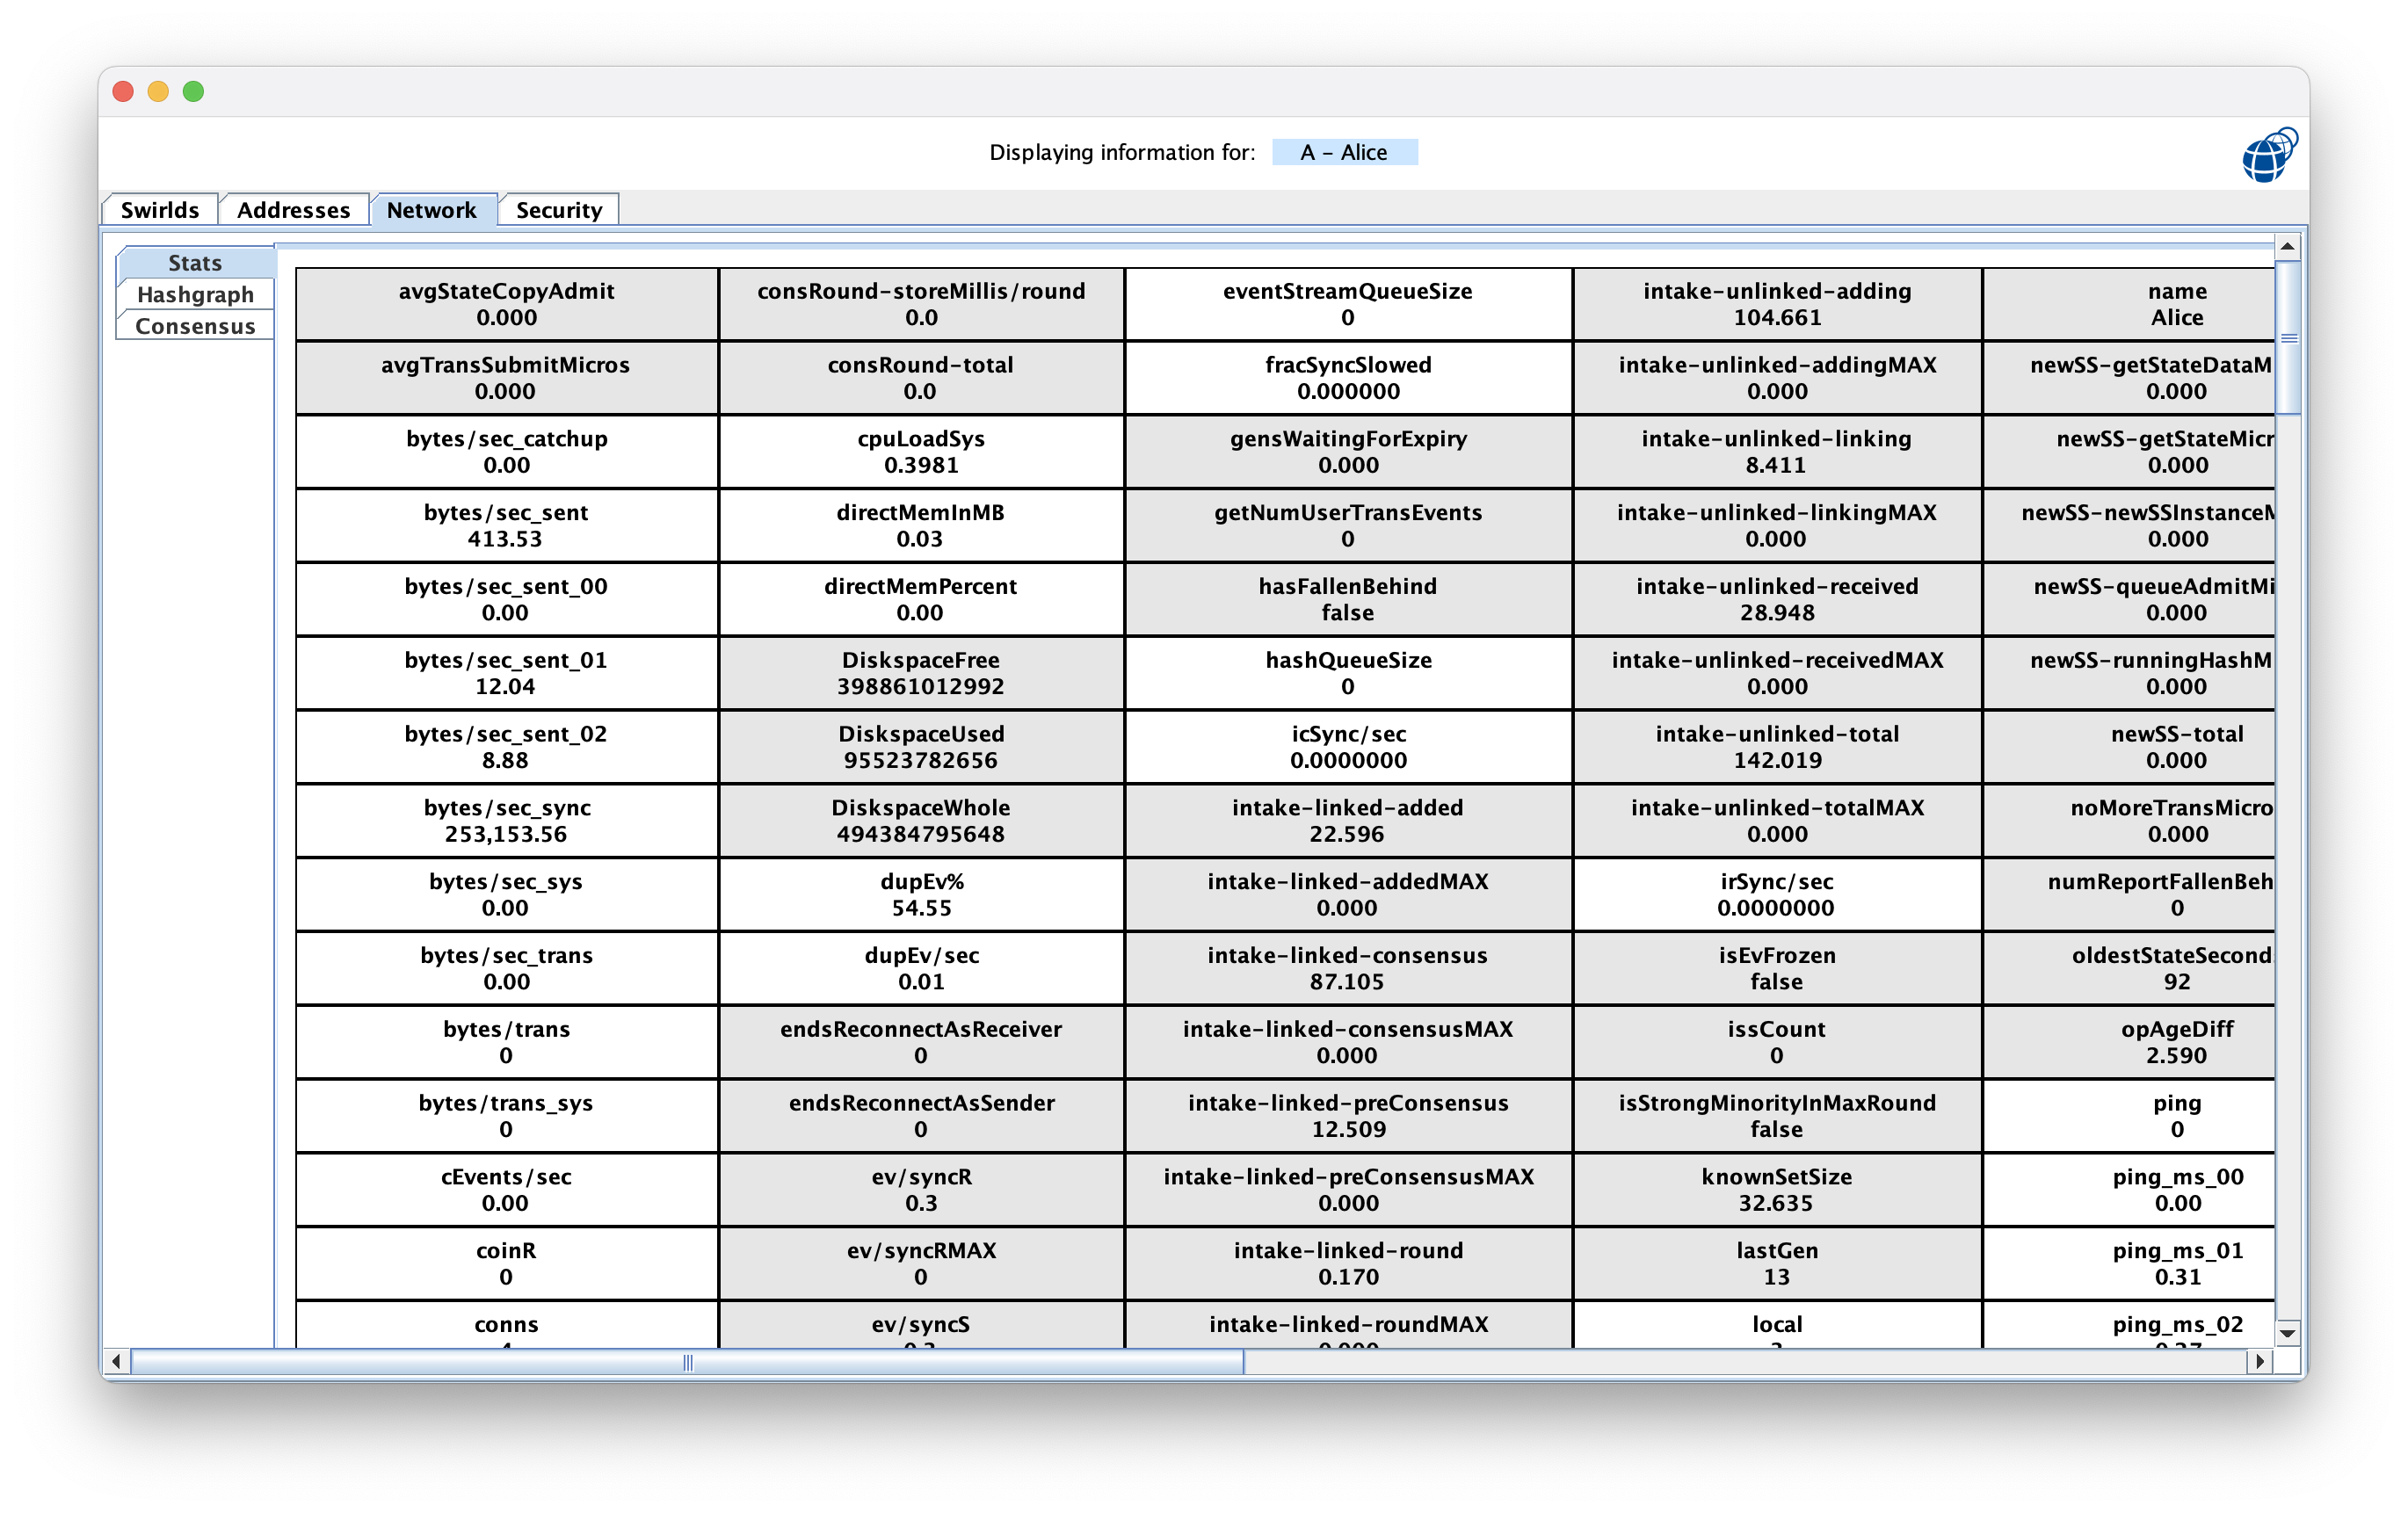 Displaying information for: A - Alice
Swirlds Addresses Network Security
Stats
Hashgraph
Consensus
avgStateCopyAdmit
0.000
avgTransSubmitMicros
0.000
bytes/sec_catchup
0.00
bytes/sec_sent
413.53
bytes/sec_sent_00
0.00
bytes/sec_sent_01
12.04
bytes/sec_sent_02
8.88
bytes/sec_sync
253,153.56
bytes/sec_sys
0.00
bytes/sec_trans
0.00
bytes/trans
0
bytes/trans_sys
0
cEvents/sec
0.00
coinR
0
conns
consRound-storeMillis/round
0.0
consRound-total
0.0
cpuLoadSys
0.3981
directMemInMB
0.03
directMemPercent
0.00
DiskspaceFree
398861012992
DiskspaceUsed
95523782656
DiskspaceWhole
494384795648
dupEv%
54.55
dupEv/sec
0.01
endsReconnectAsReceiver
0
endsReconnectAsSender
0
ev/syncR
0.3
ev/syncRMAX
0
ev/syncS
eventStreamQueueSize
0
fracSyncSlowed
0.000000
gensWaitingForExpiry
0.000
getNumUserTransEvents
0
hasFallenBehind
false
hashQueueSize
0
icSync/sec
0.0000000
intake-linked-added
22.596
intake-linked-addedMAX
0.000
intake-linked-consensus
87.105
intake-linked-consensusMAX
0.000
intake-linked-preConsensus
12.509
intake-linked-preConsensusMAX
0.000
intake-linked-round
0.170
intake-linked-roundMAX
intake-unlinked-adding
104.661
intake-unlinked-addingMAX
0.000
intake-unlinked-linking
8.411
intake-unlinked-linkingMAX
0.000
intake-unlinked-received
28.948
intake-unlinked-receivedMAX
0.000
intake-unlinked-total
142.019
intake-unlinked-totalMAX
0.000
irSync/sec
0.0000000
isEvFrozen
false
issCount
0
isStrongMinorityInMaxRound
false
knownSetSize
32.635
lastGen
13
local
name
Alice
newSS-getStateDataM
0.000
newSS-getStateMicr
0.000
newSS-newSSInstanceM
0.000
newSS-queueAdmitMi
0.000
newSS-runningHashM
0.000
newSS-total
0.000
noMoreTransMicro
0.000
numReportFallenBeh
0
oldestStateSecond
92
opAgeDiff
2.590
ping
0
ping_ms_00
0.00
ping_ms_01
0.31
ping_ms_02